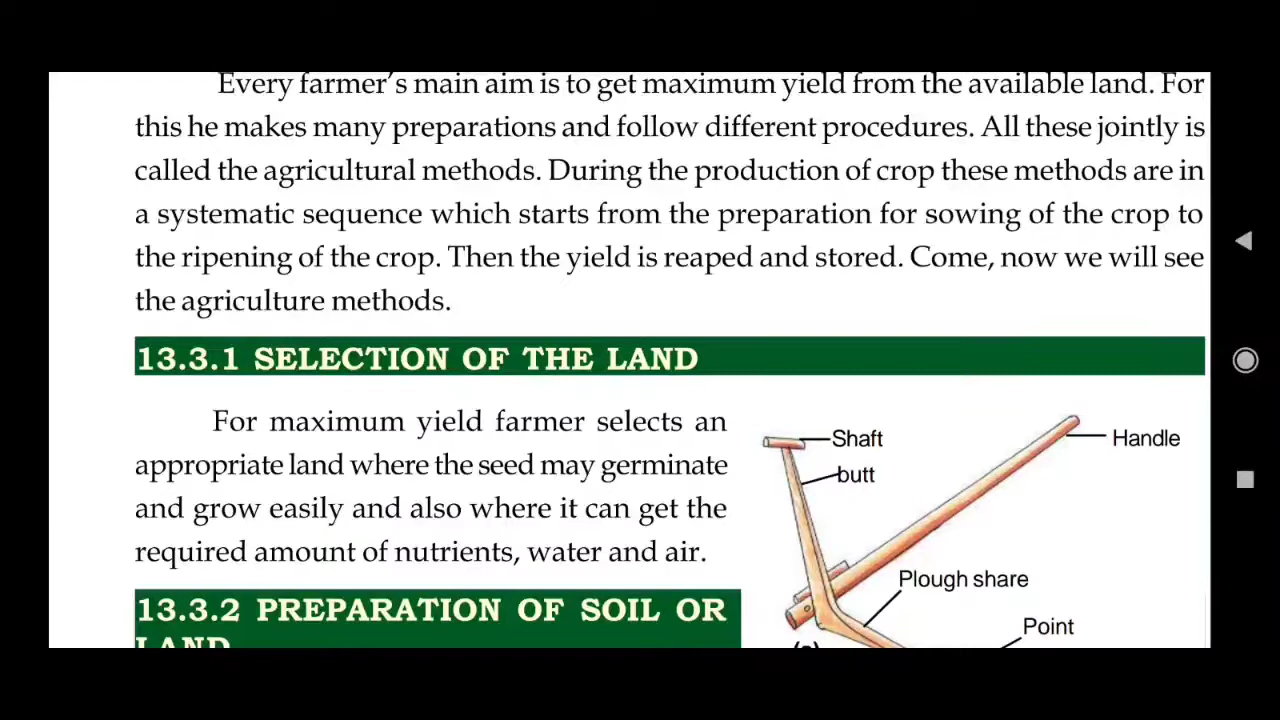 Every farmer's main aim is to get maximum yield from the available land. For
this he makes many preparations and follow different procedures. All these jointly is
called the agricultural methods. During the production of crop these methods are in
a systematic sequence which starts from the preparation for sowing of the crop to
the ripening of the crop. Then the yield is reaped and stored. Come, now we will see
the agriculture methods.
13.3.1 SELECTION OF THE LAND
For maximum yield farmer selects an
appropriate land where the seed may germinate
and grow easily and also where it can get the
required amount of nutrients, water and air.
13.3.2 PREPARATION OF SOIL OR
LAND
Shaft
butt
Handle
Plough share
Point